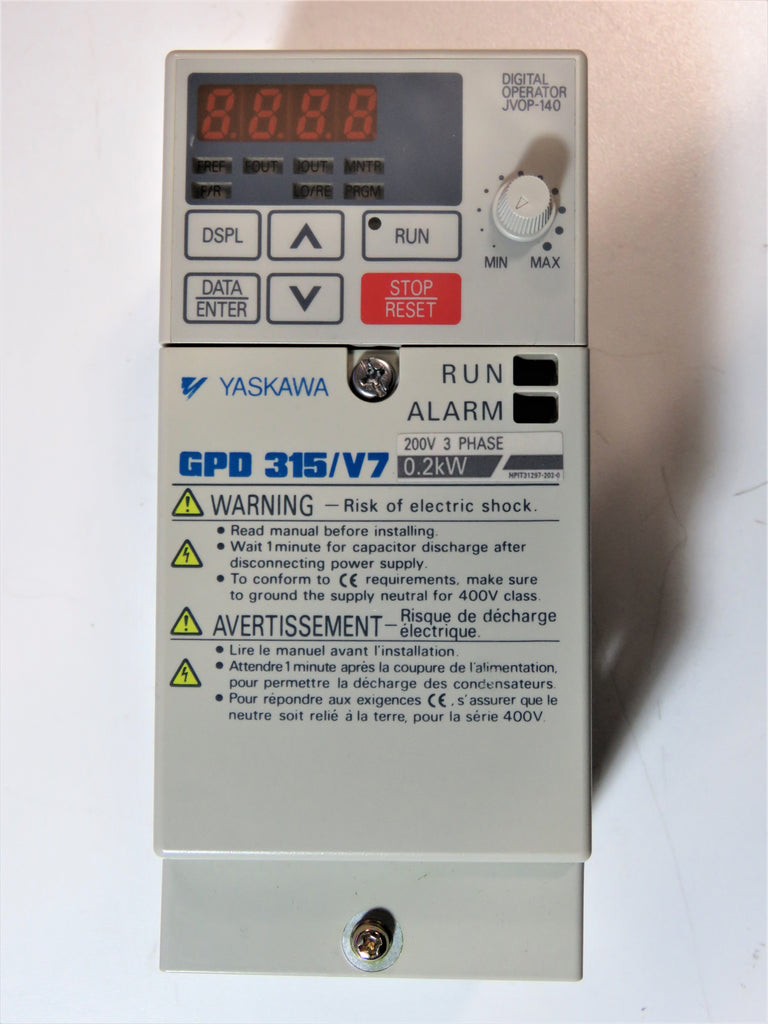 8.8.8.8
DIGITAL
OPERATOR
JVOP-140
FREF FOUT IOUT MNTR
F/R LO/RE PRGM
DSPL RUN
MIN MAX
DATA
ENTER
STOP
RESET
YASKAWA
RUN
ALARM
GPD 315/V7
200V 3 PHASE
0.2kW
WARNING – Risk of electric shock.
• Read manual before installing.
• Wait 1 minute for capacitor discharge after
disconnecting power supply.
• To conform to CE requirements, make sure
to ground the supply neutral for 400V class.
AVERTISSEMENT – Risque de décharge
électrique.
• Lire le manuel avant l'installation.
• Attendre 1 minute après la coupure de l'alimentation,
pour permettre la décharge des condensateurs.
• Pour répondre aux exigences CE, s'assurer que le
neutre soit relié à la terre, pour la série 400V.